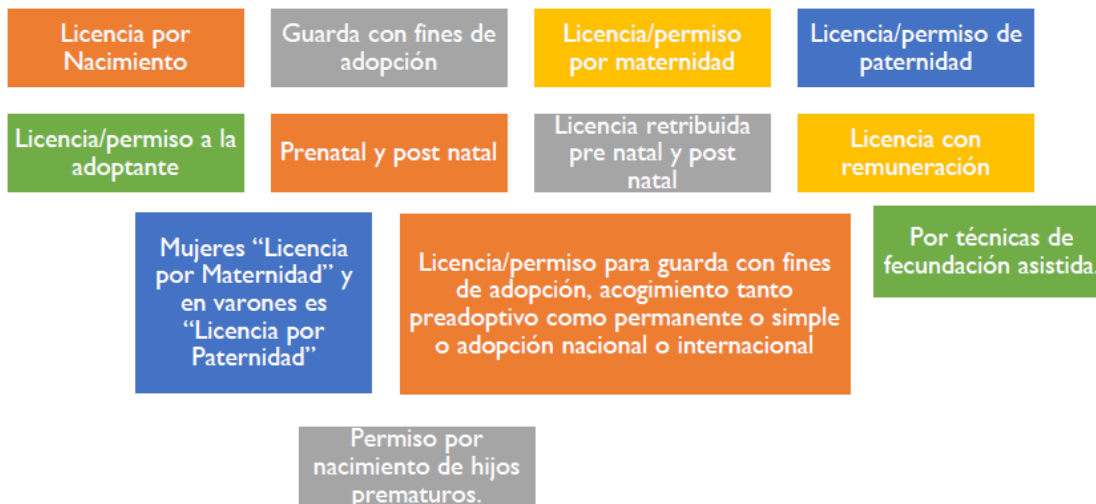 Licencia por
Nacimiento
Guarda con fines de
adopción
Licencia/permiso
por maternidad
Licencia/permiso de
paternidad
Licencia/permiso a la
adoptante
Prenatal y post natal
Licencia retribuida
pre natal y post
natal
Licencia con
remuneración
Mujeres “Licencia
por Maternidad” y
en varones es
“Licencia por
Paternidad”
Licencia/permiso para guarda con fines
de adopción, acogimiento tanto
preadoptivo como permanente o simple
o adopción nacional o internacional
Por técnicas de
fecundación asistida.
Permiso por
nacimiento de hijos
prematuros.